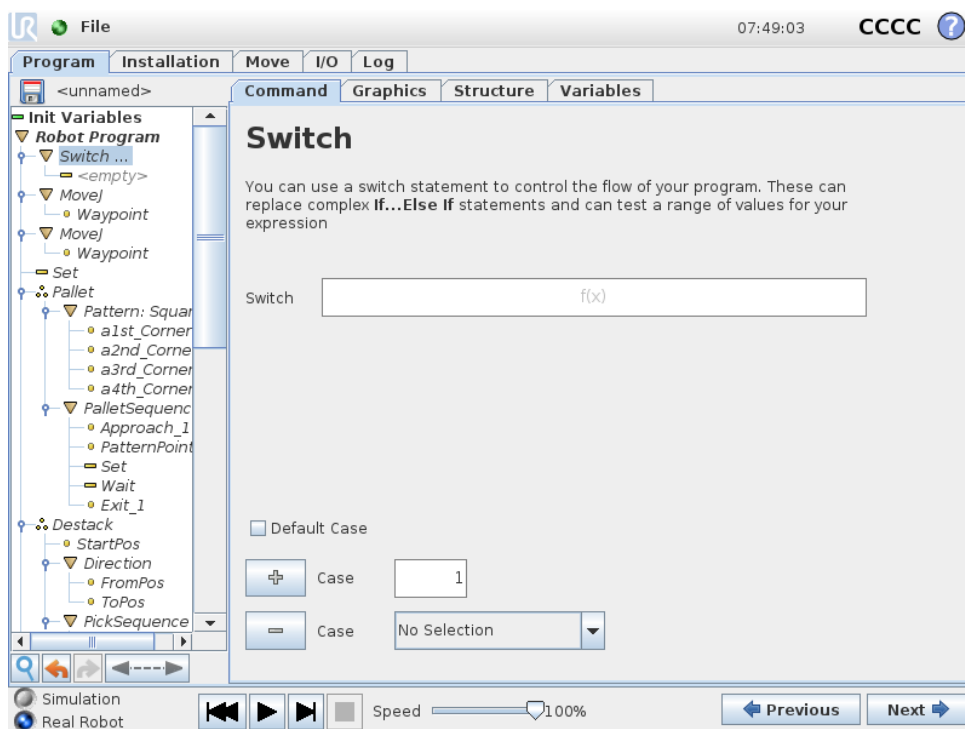 UR File 07:49:03 CCCC ?
Program Installation Move I/O Log
<unnamed> Command Graphics Structure Variables
Init Variables
Robot Program
Switch ...
<empty>
MoveJ
Waypoint
MoveJ
Waypoint
Set
Pallet
Pattern: Squar
a1st_Corner
a2nd_Corne
a3rd_Corner
a4th_Corner
PalletSequenc
Approach_1
PatternPoint
Set
Wait
Exit_1
Destack
StartPos
Direction
FromPos
ToPos
PickSequence
Switch
You can use a switch statement to control the flow of your program. These can
replace complex If...Else If statements and can test a range of values for your
expression
Switch f(x)
Default Case
Case 1
Case No Selection
Simulation
Real Robot
Speed 100%
Previous Next